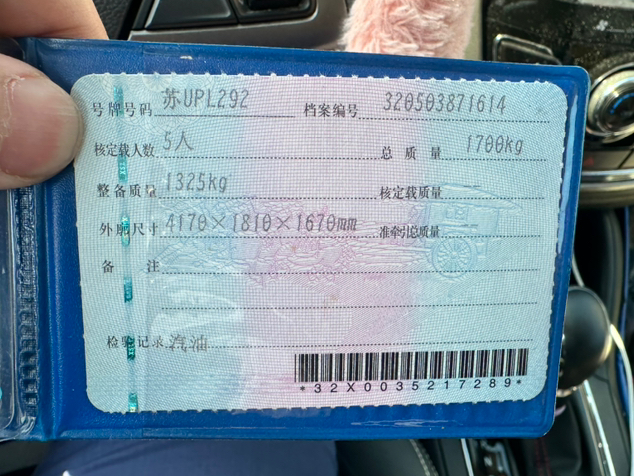 号牌号码 苏UPL292 档案编号 320503871614
核定载人数 5人 总质量 1700kg
整备质量 1325kg 核定载质量
外廓尺寸 4170×1810×1670mm 准牵引总质量
备注
检验记录 汽油
*32X0035217289*